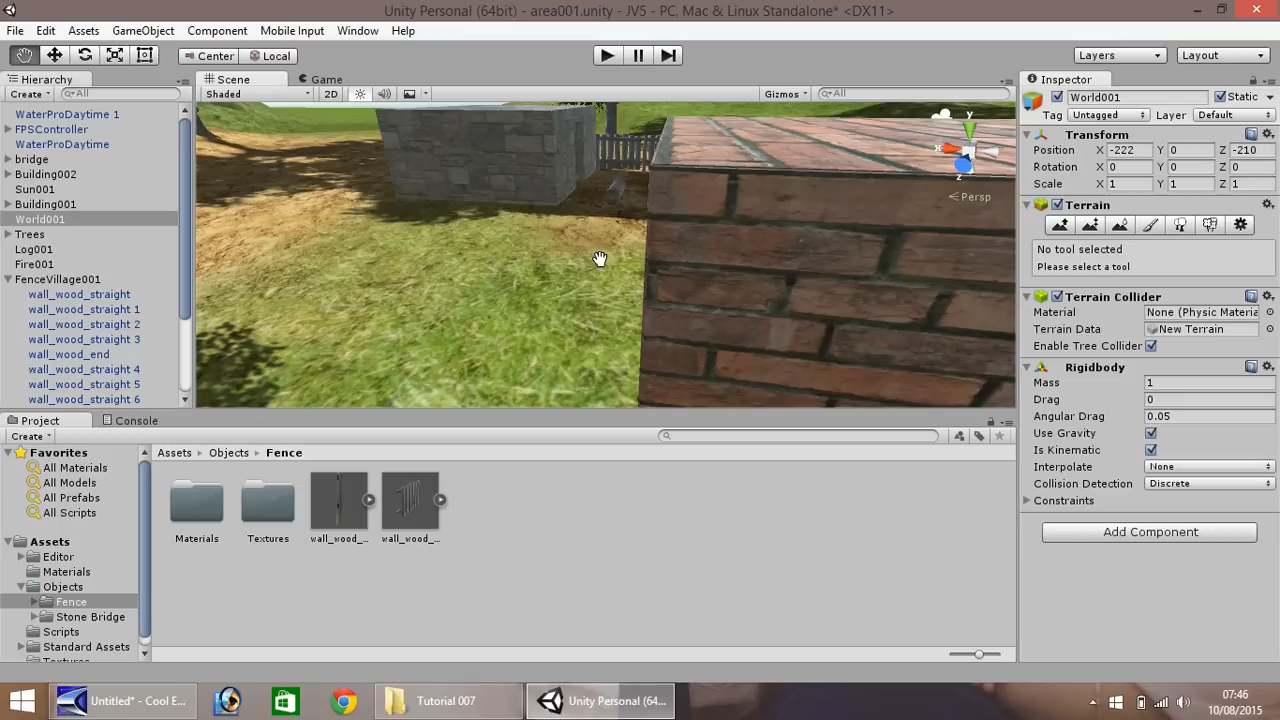 Unity Personal (64bit) - area001.unity - JV5 - PC, Mac & Linux Standalone* <DX11>
File Edit Assets GameObject Component Mobile Input Window Help
Center Local Layers Layout
Hierarchy Scene Game Inspector
Create All Shaded 2D Gizmos All World001 Static
WaterProDaytime 1 Tag Untagged Layer Default
FPSController Transform
WaterProDaytime Position X -222 Y 0 Z -210
bridge Rotation X 0 Y 0 Z 0
Building002 Scale X 1 Y 1 Z 1
Sun001
Building001 Terrain
World001
Trees No tool selected
Log001 Please select a tool
Fire001
FenceVillage001 Terrain Collider
wall_wood_straight Material None (Physic Materia
wall_wood_straight 1 Terrain Data New Terrain
wall_wood_straight 2 Enable Tree Collider
wall_wood_straight 3 Rigidbody
wall_wood_end Mass 1
wall_wood_straight 4 Drag 0
wall_wood_straight 5 Angular Drag 0.05
wall_wood_straight 6 Use Gravity
y x z Persp
Is Kinematic
Interpolate None
Collision Detection Discrete
Constraints
Add Component
Project Console
Create
Favorites Assets Objects Fence
All Materials
All Models
All Prefabs
All Scripts
Assets Materials Textures wall_wood_... wall_wood_...
Editor
Materials
Objects
Fence
Stone Bridge
Scripts
Standard Assets
Untitled* - Cool E... Tutorial 007 Unity Personal (64... 07:46
10/08/2015